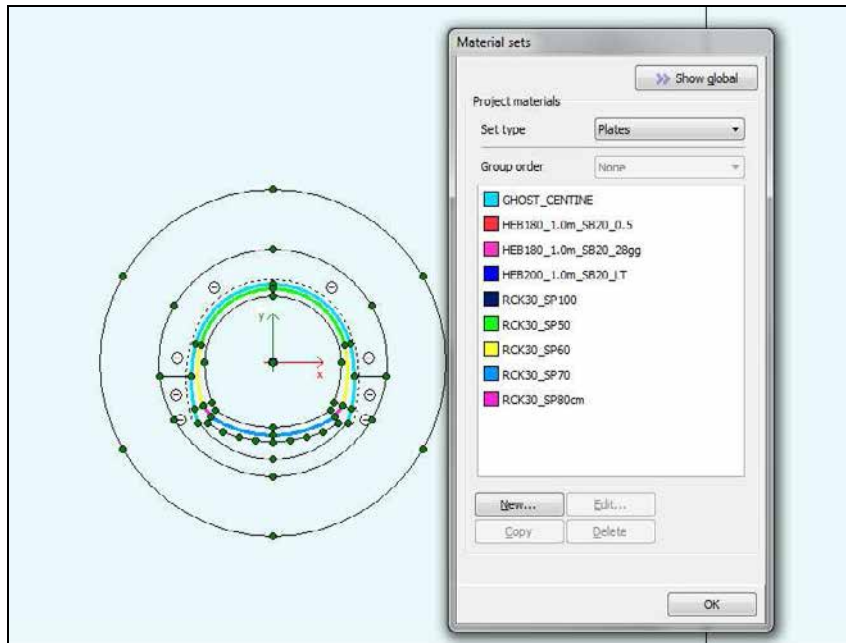 Material sets
Show global
Project materials
Set type Plates
Group order None
GHOST_CENTINE
HEB180_1.0m_SB20_0.5
HEB180_1.0m_SB20_28gg
HEB200_1.0m_SB20_LT
RCK30_SP100
RCK30_SP50
RCK30_SP60
RCK30_SP70
RCK30_SP80cm
New... Edit...
Copy Delete
OK
y
x